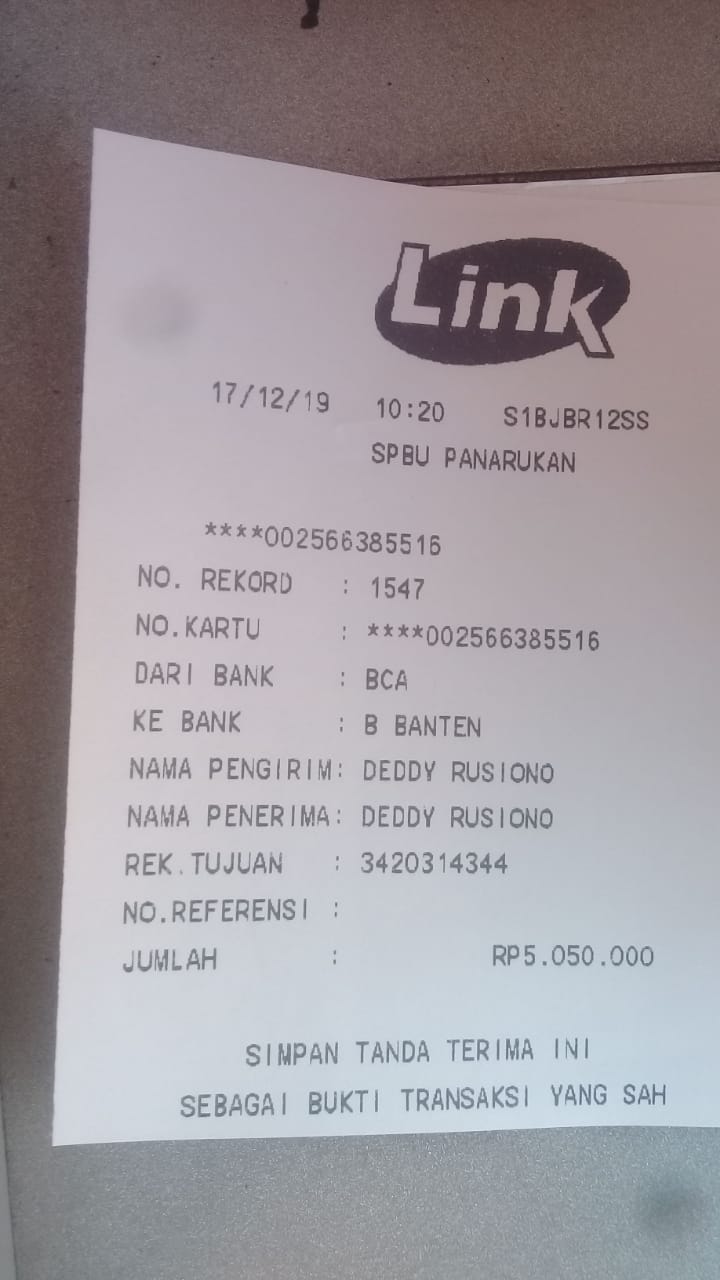 Link
17/12/19 10:20 S1BJBR12SS
SPBU PANARUKAN
****002566385516
NO. REKORD : 1547
NO.KARTU : ****002566385516
DARI BANK : BCA
KE BANK : B BANTEN
NAMA PENGIRIM: DEDDY RUSIONO
NAMA PENERIMA: DEDDY RUSIONO
REK.TUJUAN : 3420314344
NO.REFERENSI :
JUMLAH : RP5.050.000
SIMPAN TANDA TERIMA INI
SEBAGAI BUKTI TRANSAKSI YANG SAH